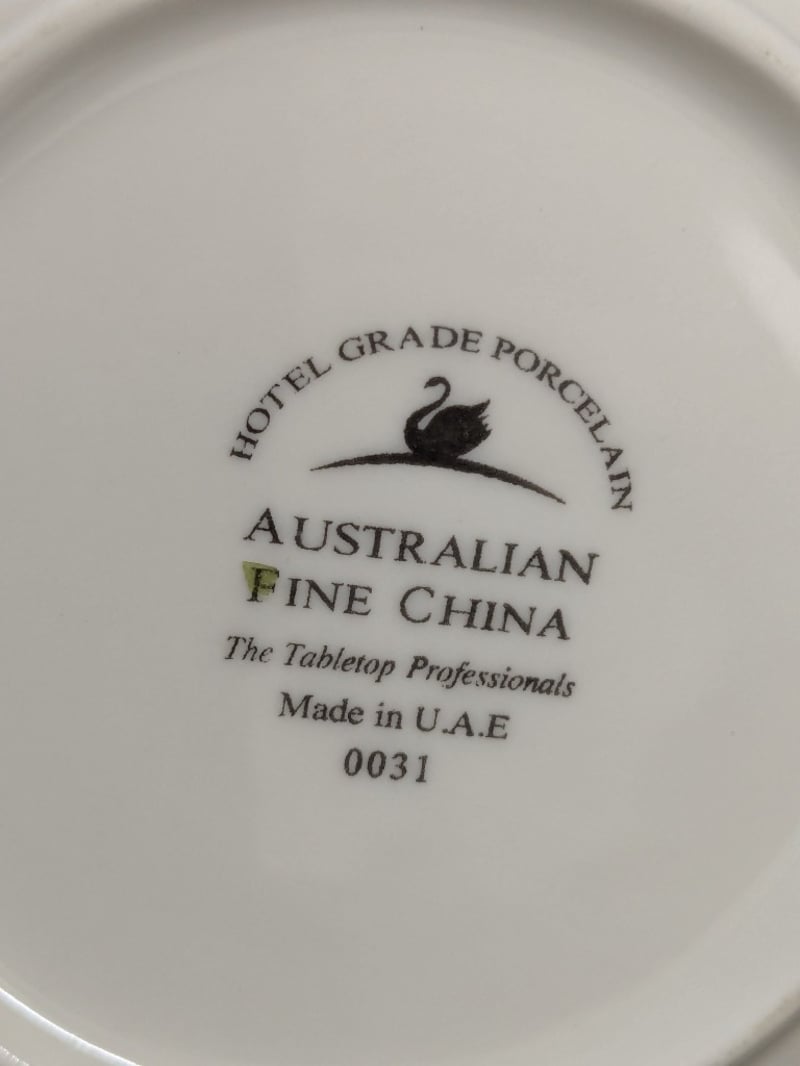 HOTEL GRADE PORCELAIN
AUSTRALIAN
FINE CHINA
The Tabletop Professionals
Made in U.A.E
0031